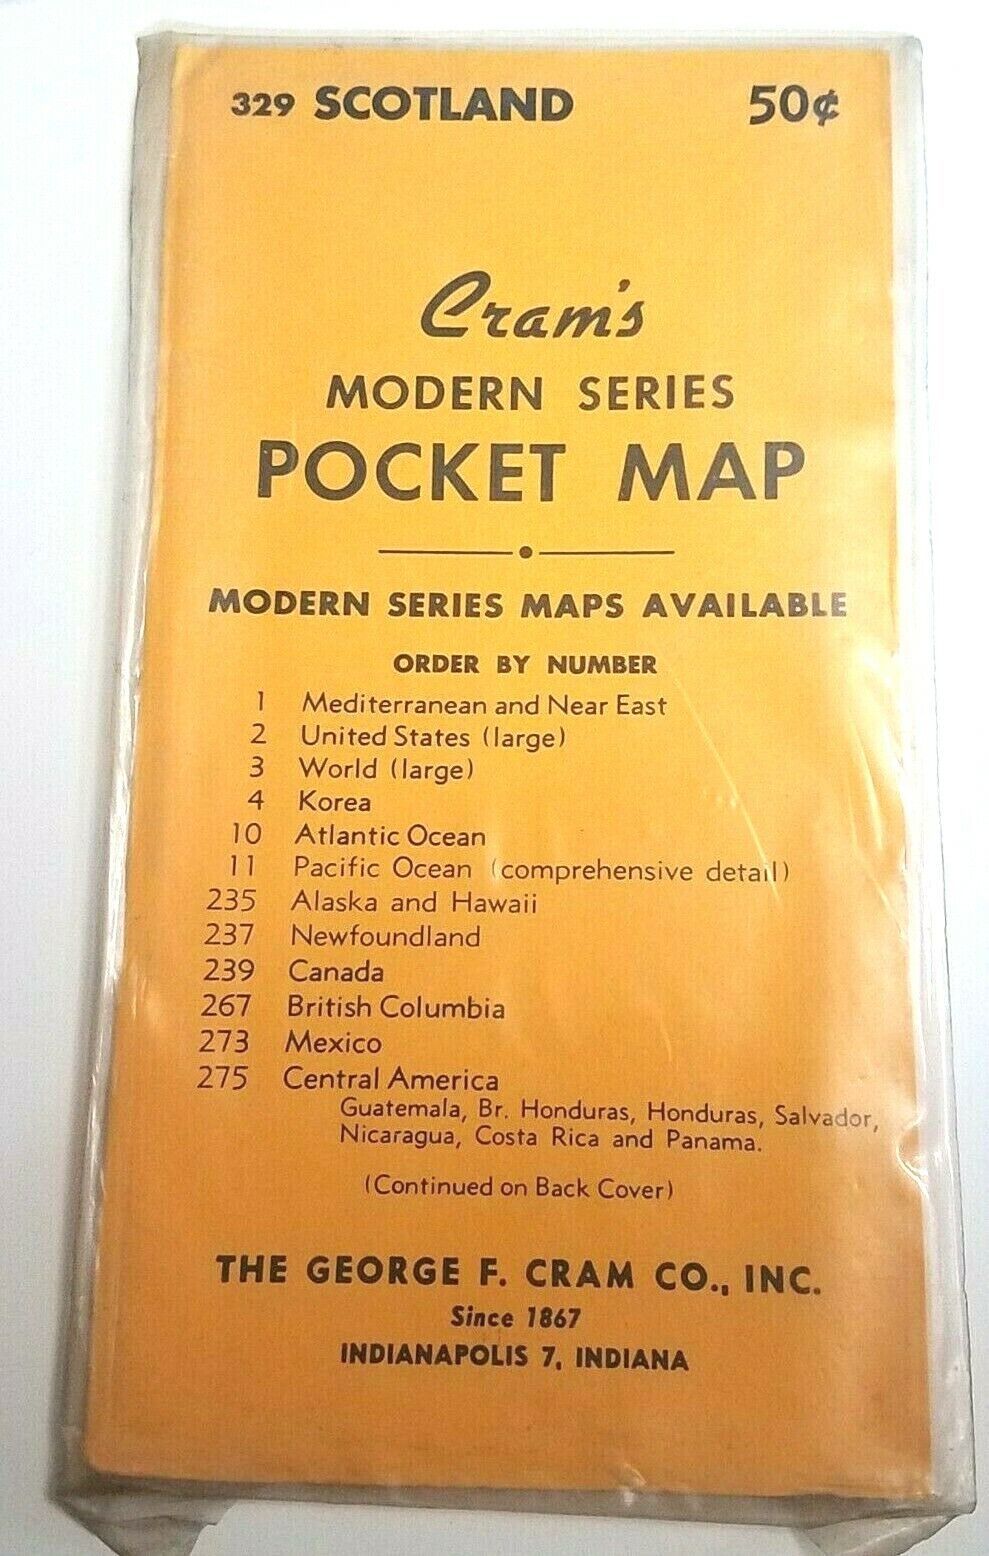 329 SCOTLAND 50¢
Cram's
MODERN SERIES
POCKET MAP
MODERN SERIES MAPS AVAILABLE
ORDER BY NUMBER
1 Mediterranean and Near East
2 United States (large)
3 World (large)
4 Korea
10 Atlantic Ocean
11 Pacific Ocean (comprehensive detail)
235 Alaska and Hawaii
237 Newfoundland
239 Canada
267 British Columbia
273 Mexico
275 Central America
Guatemala, Br. Honduras, Honduras, Salvador,
Nicaragua, Costa Rica and Panama.
(Continued on Back Cover)
THE GEORGE F. CRAM CO., INC.
Since 1867
INDIANAPOLIS 7, INDIANA